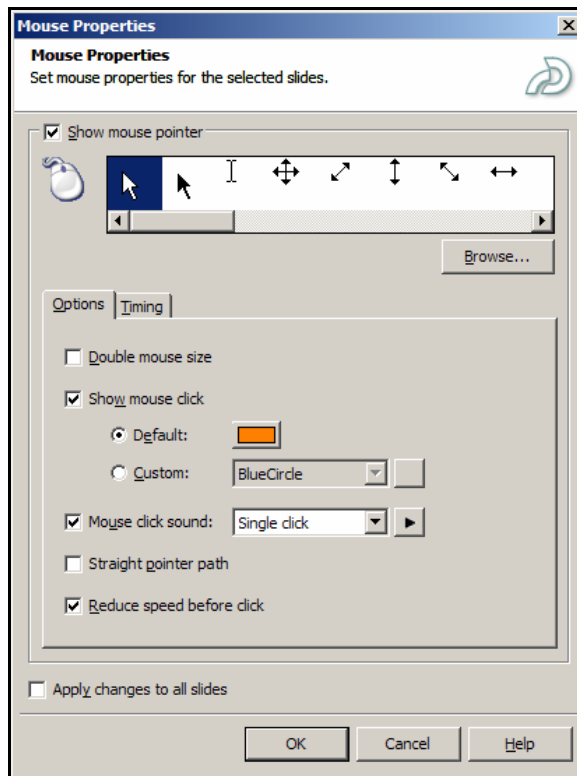 Mouse Properties
Mouse Properties
Set mouse properties for the selected slides.
Show mouse pointer
Browse...
Options Timing
Double mouse size
Show mouse click
Default:
Custom: BlueCircle
Mouse click sound: Single click
Straight pointer path
Reduce speed before click
Apply changes to all slides
OK Cancel Help